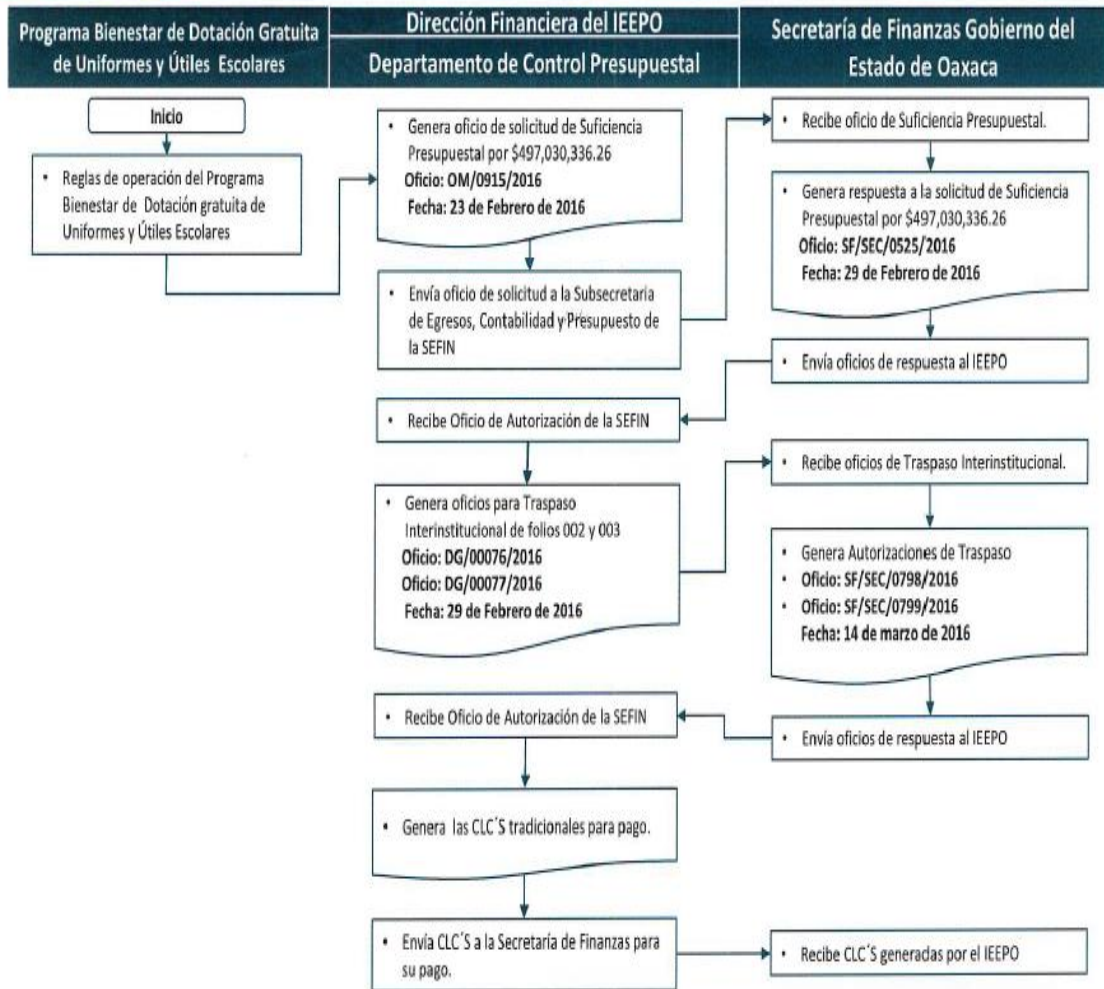 Programa Bienestar de Dotación Gratuita
de Uniformes y Útiles Escolares
Dirección Financiera del IEEPO
Departamento de Control Presupuestal
Secretaría de Finanzas Gobierno del
Estado de Oaxaca
Inicio
• Reglas de operación del Programa
Bienestar de Dotación gratuita de
Uniformes y Útiles Escolares
• Genera oficio de solicitud de Suficiencia
Presupuestal por $497,030,336.26
Oficio: OM/0915/2016
Fecha: 23 de Febrero de 2016
• Envía oficio de solicitud a la Subsecretaria
de Egresos, Contabilidad y Presupuesto de
la SEFIN
• Recibe oficio de Suficiencia Presupuestal.
• Genera respuesta a la solicitud de Suficiencia
Presupuestal por $497,030,336.26
Oficio: SF/SEC/0525/2016
Fecha: 29 de Febrero de 2016
• Envía oficios de respuesta al IEEPO
• Recibe Oficio de Autorización de la SEFIN
• Genera oficios para Traspaso
Interinstitucional de folios 002 y 003
Oficio: DG/00076/2016
Oficio: DG/00077/2016
Fecha: 29 de Febrero de 2016
• Recibe oficios de Traspaso Interinstitucional.
• Genera Autorizaciones de Traspaso
• Oficio: SF/SEC/0798/2016
• Oficio: SF/SEC/0799/2016
Fecha: 14 de marzo de 2016
• Envía oficios de respuesta al IEEPO
• Recibe Oficio de Autorización de la SEFIN
• Genera las CLC´S tradicionales para pago.
• Envía CLC´S a la Secretaría de Finanzas para
su pago.
• Recibe CLC´S generadas por el IEEPO